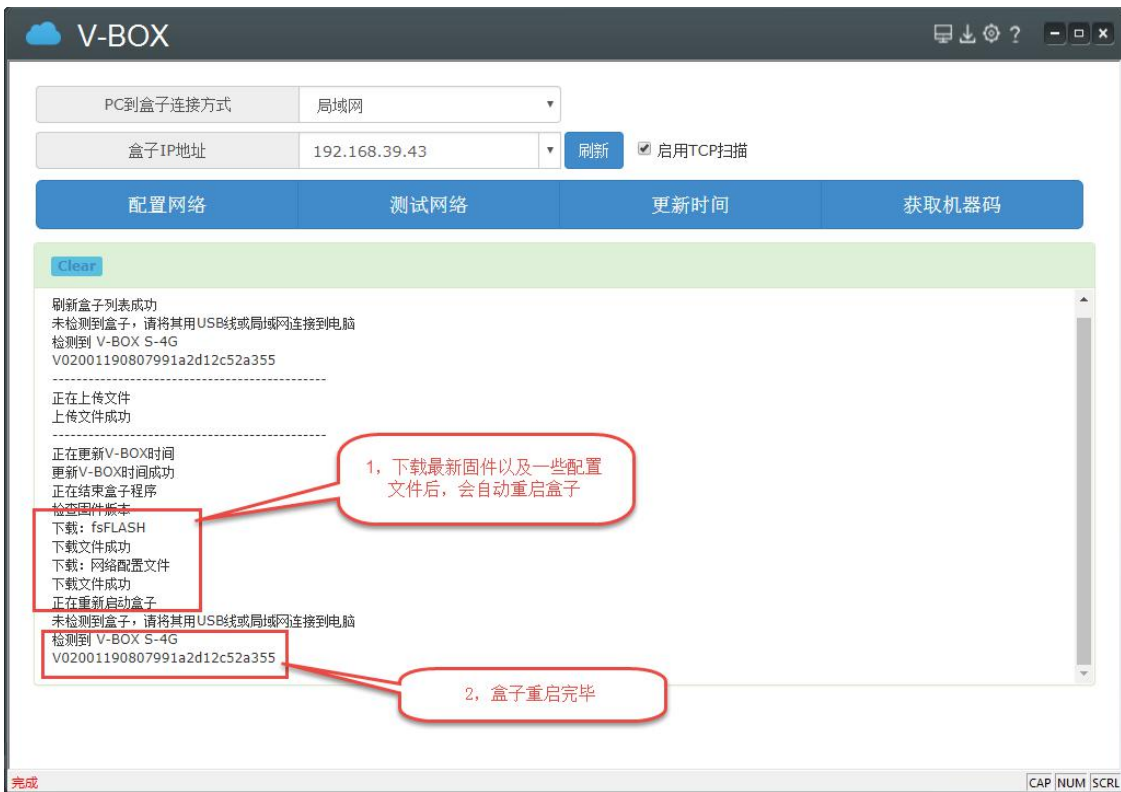 V-BOX
PC到盒子连接方式
局域网
盒子IP地址
192.168.39.43
刷新
启用TCP扫描
配置网络
测试网络
更新时间
获取机器码
Clear
刷新盒子列表成功
未检测到盒子，请将其用USB线或局域网连接到电脑
检测到 V-BOX S-4G
V02001190807991a2d12c52a355
----------------------------------------------
正在上传文件
上传文件成功
----------------------------------------------
正在更新V-BOX时间
更新V-BOX时间成功
正在结束盒子程序
检查固件版本
下载: fsFLASH
下载文件成功
下载: 网络配置文件
下载文件成功
正在重新启动盒子
未检测到盒子，请将其用USB线或局域网连接到电脑
检测到 V-BOX S-4G
V02001190807991a2d12c52a355
1，下载最新固件以及一些配置
文件后，会自动重启盒子
2，盒子重启完毕
完成
CAP NUM SCRL